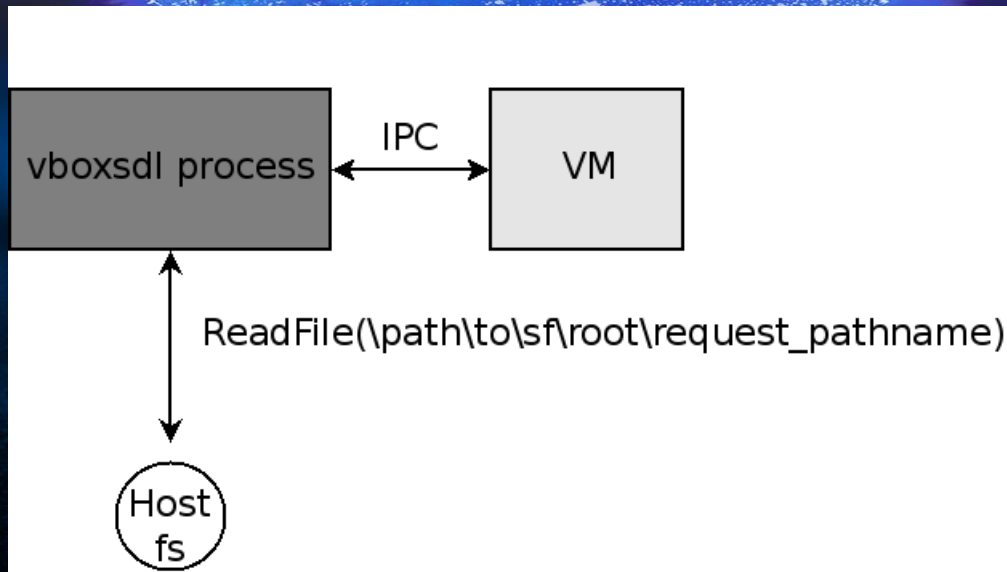 vboxsdl process
IPC
VM
ReadFile(\path\to\sf\root\request_pathname)
Host
fs